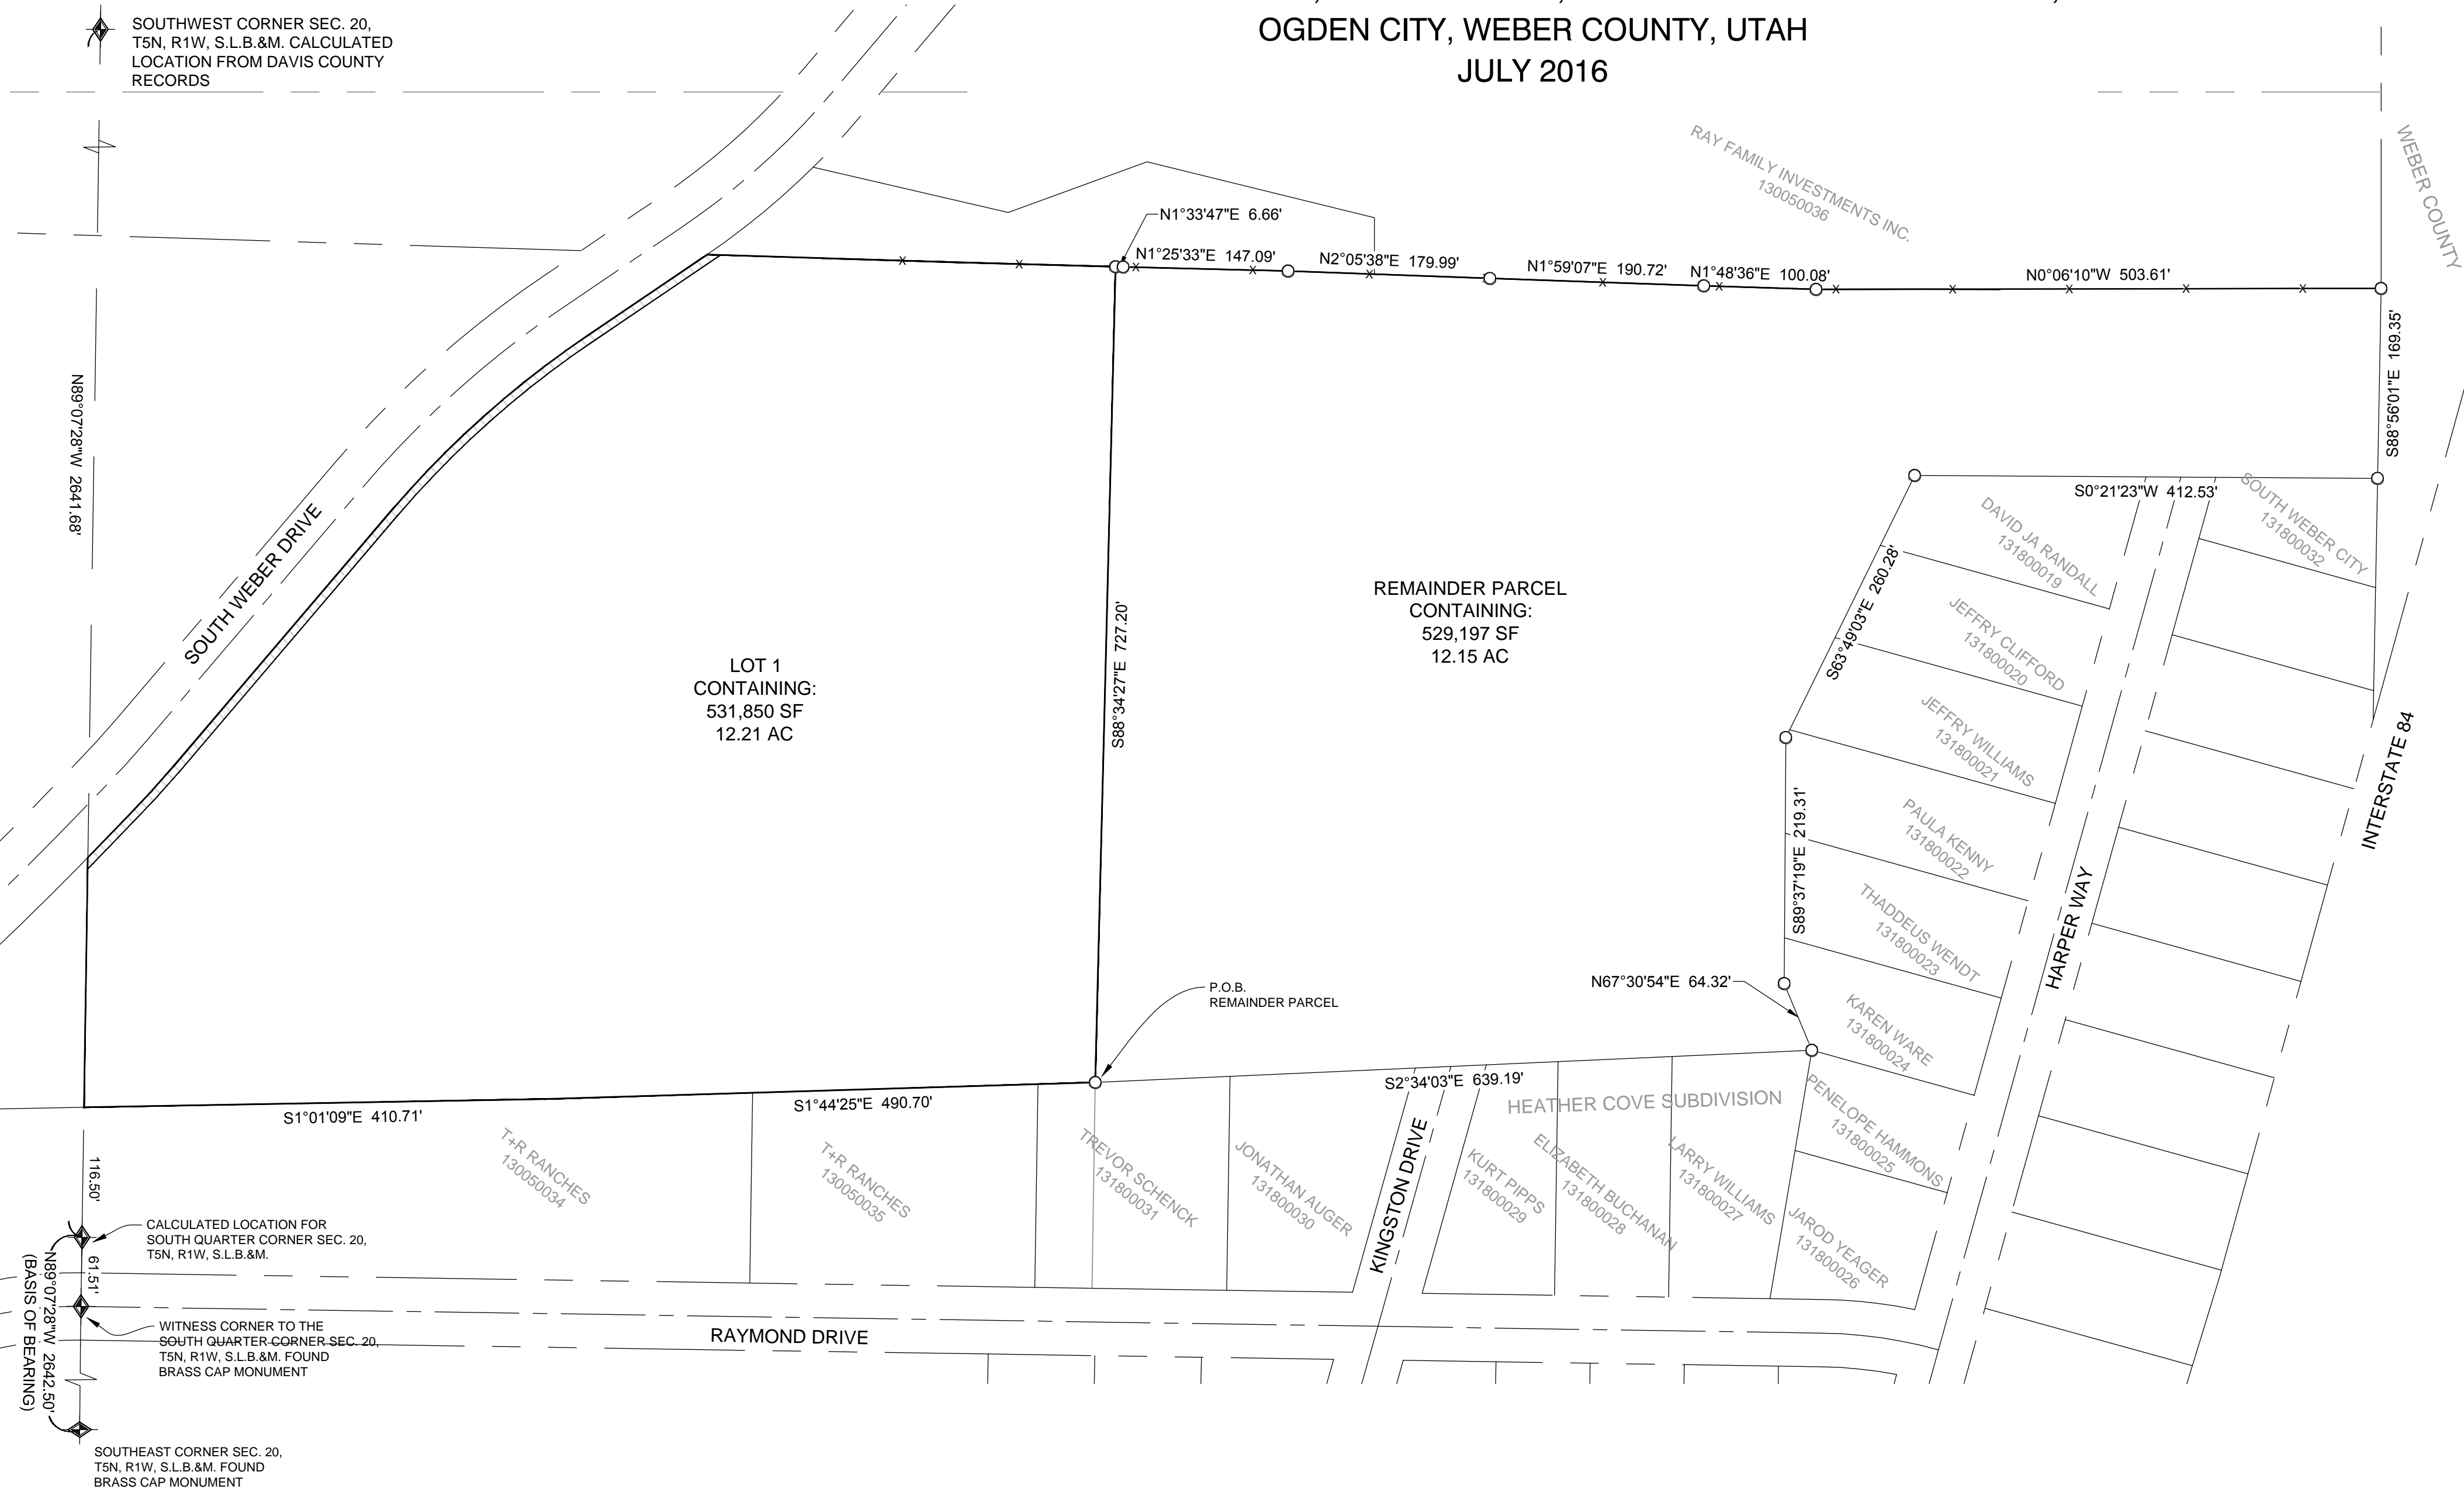 SOUTHWEST CORNER SEC. 20,
T5N, R1W, S.L.B.&M. CALCULATED
LOCATION FROM DAVIS COUNTY
RECORDS
OGDEN CITY, WEBER COUNTY, UTAH
JULY 2016
RAY FAMILY INVESTMENTS INC.
130050036
WEBER COUNTY
N1°33'47"E 6.66'
N1°25'33"E 147.09'
N2°05'38"E 179.99'
N1°59'07"E 190.72'
N1°48'36"E 100.08'
N0°06'10"W 503.61'
S88°56'01"E 169.35'
N89°07'28"W 2641.68'
SOUTH WEBER DRIVE
S0°21'23"W 412.53'
SOUTH WEBER CITY
131800032
DAVID JA RANDALL
131800019
S63°49'03"E 260.28'
JEFFRY CLIFFORD
131800020
REMAINDER PARCEL
CONTAINING:
529,197 SF
12.15 AC
LOT 1
CONTAINING:
531,850 SF
12.21 AC
S88°34'27"E 727.20'
JEFFRY WILLIAMS
131800021
INTERSTATE 84
PAULA KENNY
131800022
S89°37'19"E 219.31'
THADDEUS WENDT
131800023
HARPER WAY
N67°30'54"E 64.32'
P.O.B.
REMAINDER PARCEL
KAREN WARE
131800024
S2°34'03"E 639.19'
HEATHER COVE SUBDIVISION
S1°01'09"E 410.71'
S1°44'25"E 490.70'
T+R RANCHES
130050034
T+R RANCHES
130050035
TREVOR SCHENCK
131800031
JONATHAN AUGER
131800030
KINGSTON DRIVE
KURT PIPPS
131800029
ELIZABETH BUCHANAN
131800028
LARRY WILLIAMS
131800027
PENELOPE HAMMONS
131800025
JAROD YEAGER
131800026
116.50'
CALCULATED LOCATION FOR
SOUTH QUARTER CORNER SEC. 20,
T5N, R1W, S.L.B.&M.
61.51'
N89°07'28"W 2642.50'
(BASIS OF BEARING)
WITNESS CORNER TO THE
SOUTH QUARTER CORNER SEC. 20,
T5N, R1W, S.L.B.&M. FOUND
BRASS CAP MONUMENT
RAYMOND DRIVE
SOUTHEAST CORNER SEC. 20,
T5N, R1W, S.L.B.&M. FOUND
BRASS CAP MONUMENT